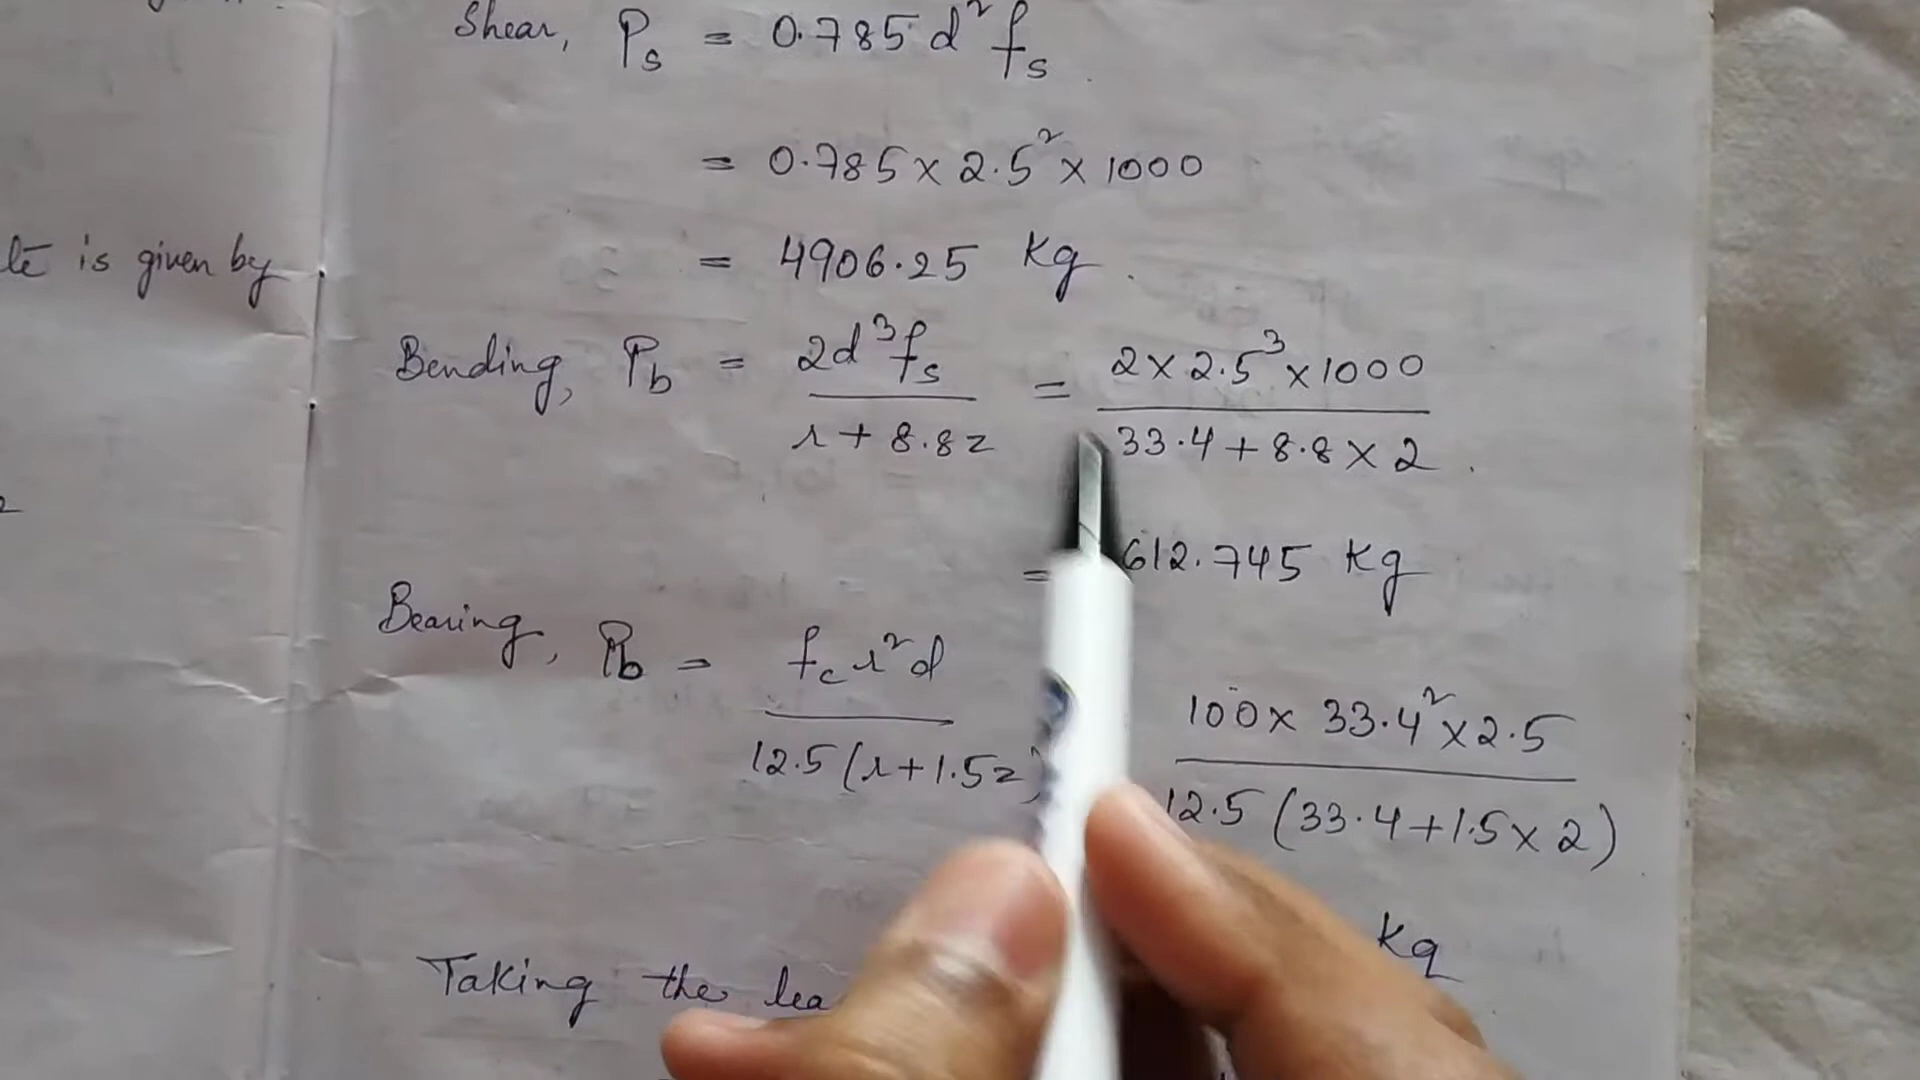 Shear, Ps = 0.785 d² fs
= 0.785 x 2.5² x 1000
te is given by
= 4906.25 Kg.
Bending, Pb = 2d³fs / r + 8.8z = 2 x 2.5³ x 1000 / 33.4 + 8.8 x 2.
= 612.745 Kg
Bearing, Pb = fc r² d / 12.5 (r + 1.5z) 100 x 33.4² x 2.5 / 12.5 (33.4 + 1.5 x 2)
Kg
Taking the